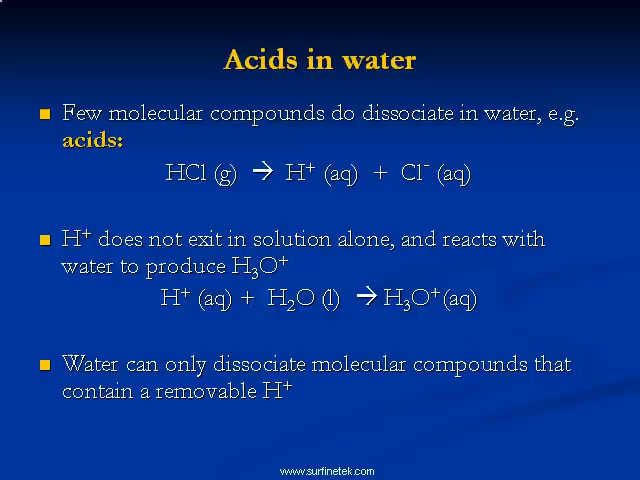 Acids in water
Few molecular compounds do dissociate in water, e.g.
acids:
HCl (g) → H⁺ (aq) + Cl⁻ (aq)
H⁺ does not exit in solution alone, and reacts with
water to produce H₃O⁺
H⁺ (aq) + H₂O (l) → H₃O⁺(aq)
Water can only dissociate molecular compounds that
contain a removable H⁺
www.surfinetek.com